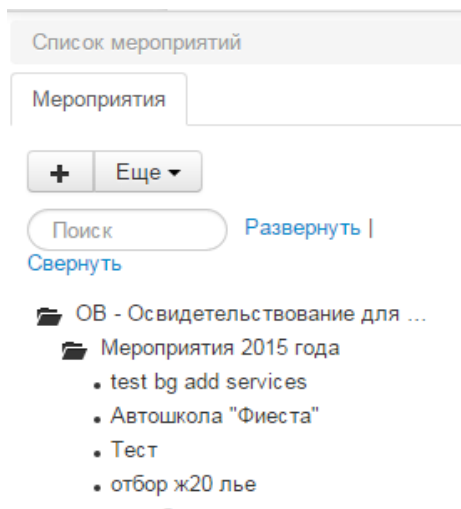 Список мероприятий
Мероприятия
+ Еще
Поиск Развернуть |
Свернуть
ОВ - Освидетельствование для ...
Мероприятия 2015 года
test bg add services
Автошкола "Фиеста"
Тест
отбор ж20 лье